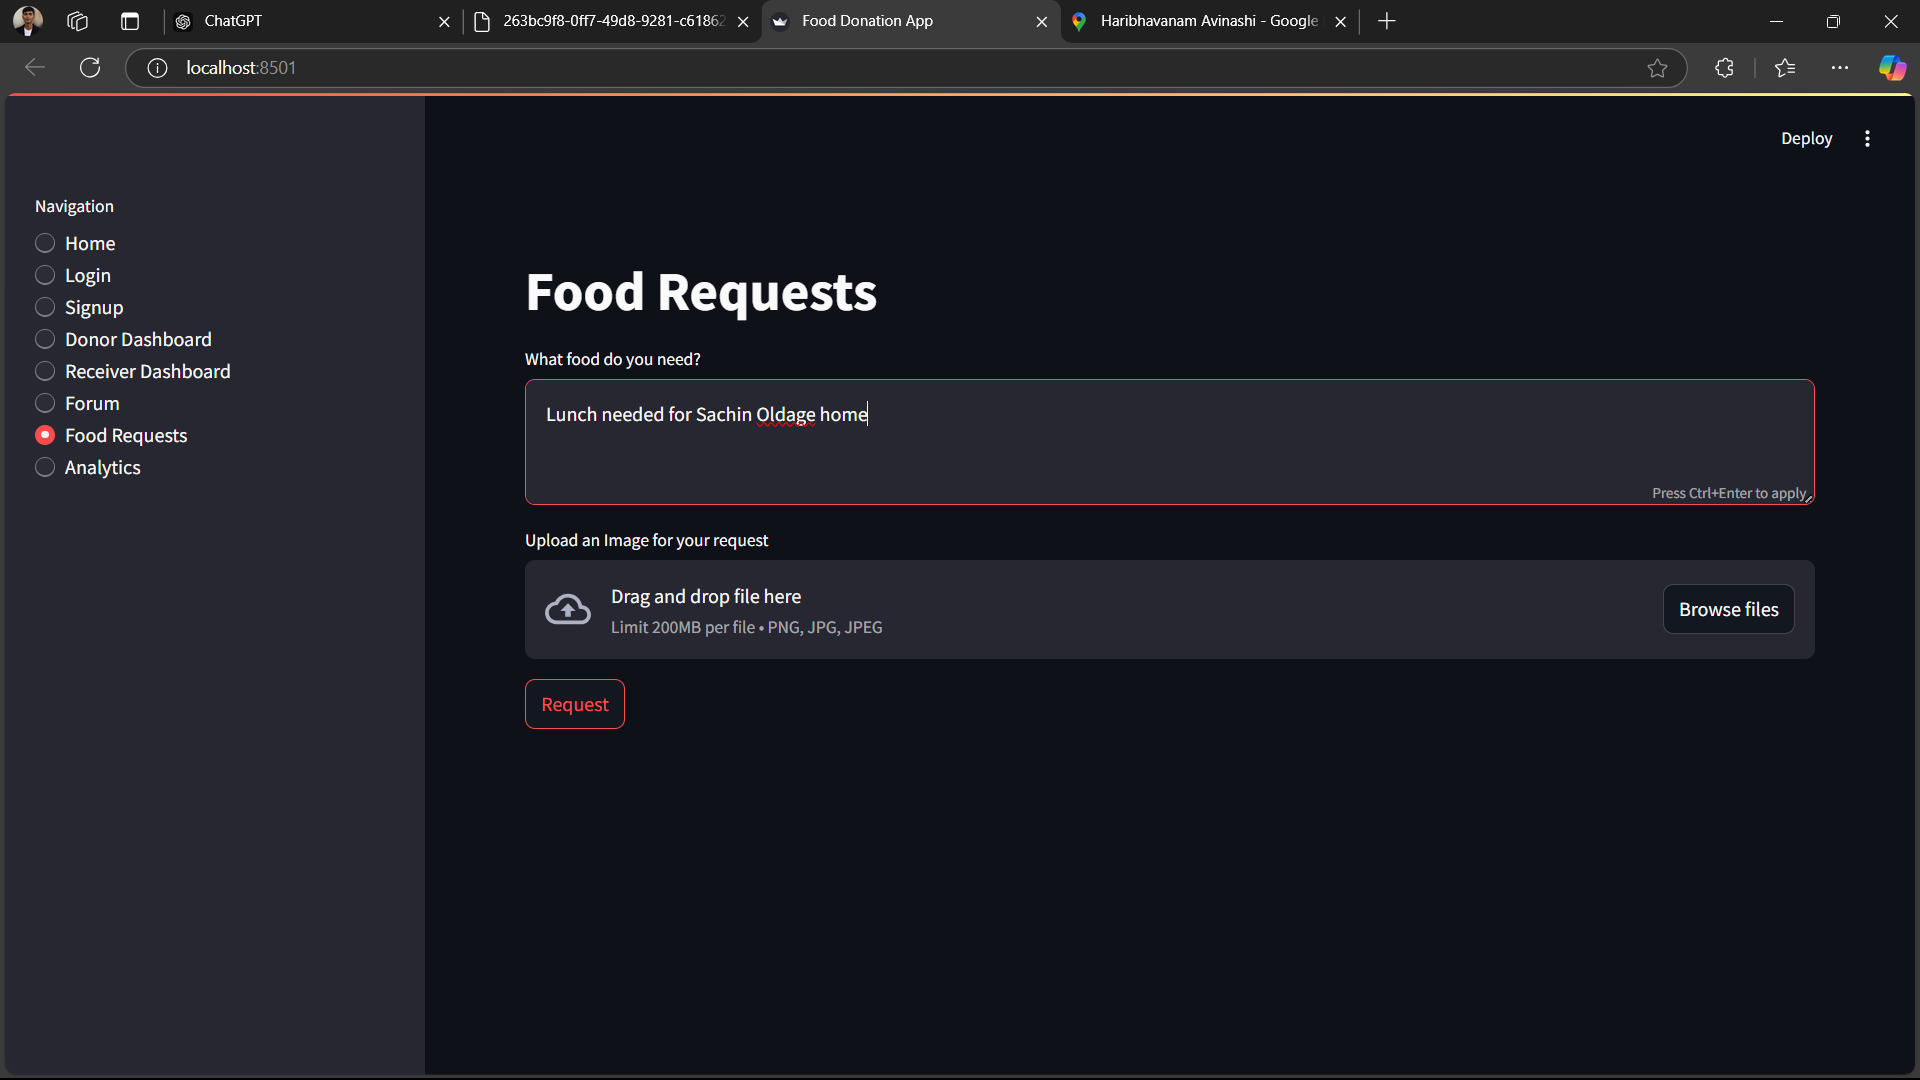 ChatGPT
263bc9f8-0ff7-49d8-9281-c61862
Food Donation App
Haribhavanam Avinashi - Google
localhost:8501
Deploy
Navigation
Home
Login
Signup
Donor Dashboard
Receiver Dashboard
Forum
Food Requests
Analytics
Food Requests
What food do you need?
Lunch needed for Sachin Oldage home
Press Ctrl+Enter to apply
Upload an Image for your request
Drag and drop file here
Limit 200MB per file • PNG, JPG, JPEG
Browse files
Request